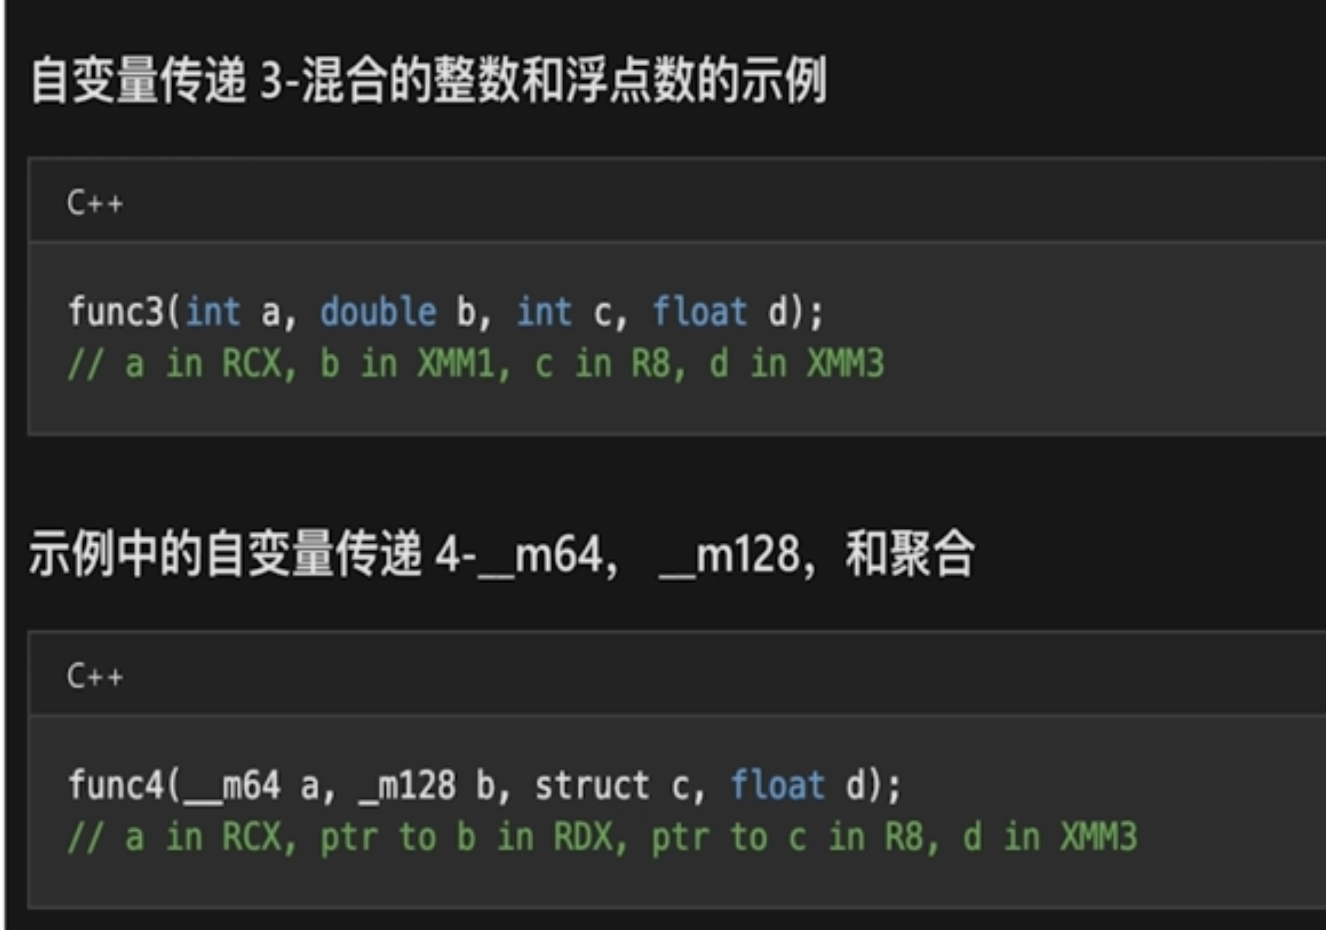 自变量传递 3-混合的整数和浮点数的示例
C++
func3(int a, double b, int c, float d);
// a in RCX, b in XMM1, c in R8, d in XMM3
示例中的自变量传递 4-__m64， __m128，和聚合
C++
func4(__m64 a, _m128 b, struct c, float d);
// a in RCX, ptr to b in RDX, ptr to c in R8, d in XMM3